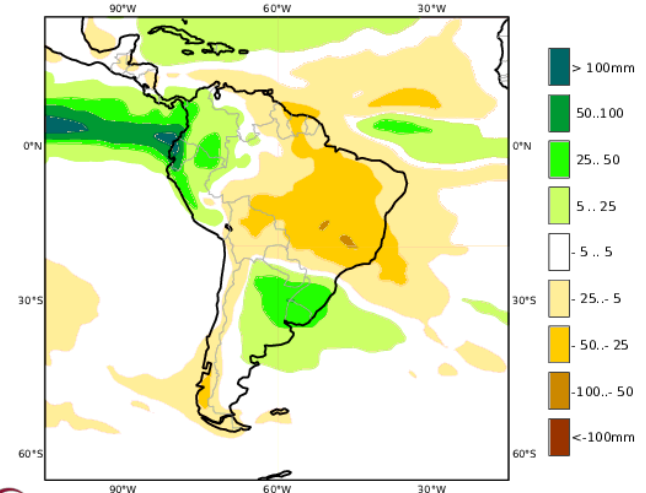 90°W 60°W 30°W
> 100mm
50..100
0°N 0°N
25.. 50
5 .. 25
- 5 .. 5
30°S 30°S
- 25..- 5
- 50..- 25
-100..- 50
<-100mm
60°S 60°S
90°W 60°W 30°W